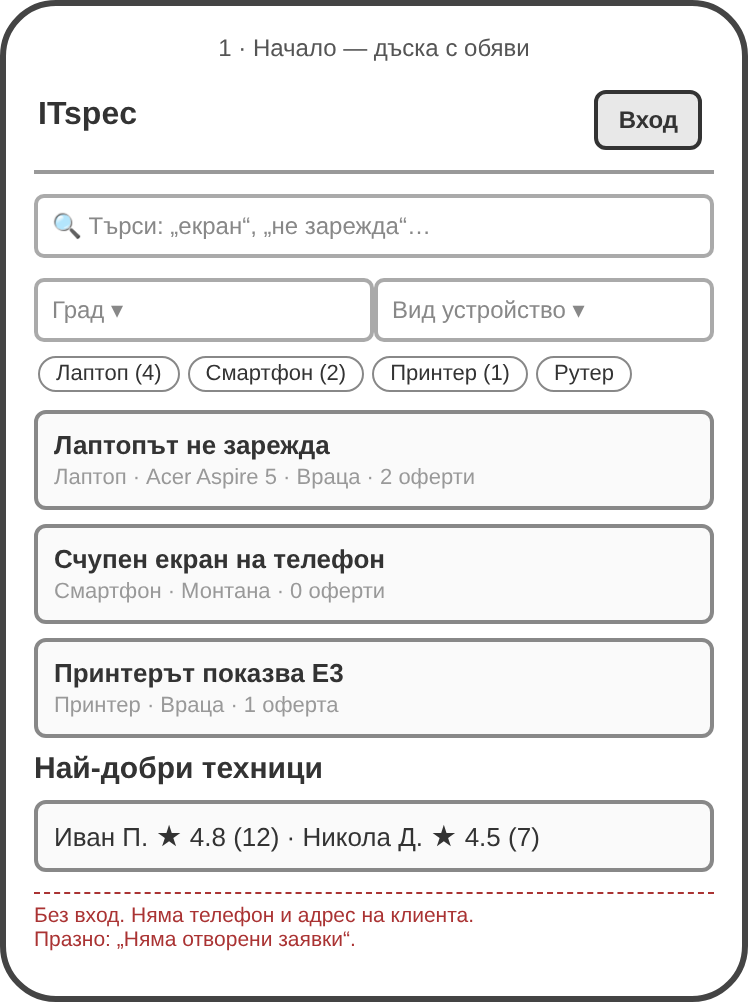 1 · Начало — дъска с обяви
ITspec
Вход
🔍 Търси: „екран“, „не зарежда“…
Град ▾
Вид устройство ▾
Лаптоп (4)
Смартфон (2)
Принтер (1)
Рутер
Лаптопът не зарежда
Лаптоп · Acer Aspire 5 · Враца · 2 оферти
Счупен екран на телефон
Смартфон · Монтана · 0 оферти
Принтерът показва E3
Принтер · Враца · 1 оферта
Най-добри техници
Иван П. ★ 4.8 (12) · Никола Д. ★ 4.5 (7)
Без вход. Няма телефон и адрес на клиента.
Празно: „Няма отворени заявки“.